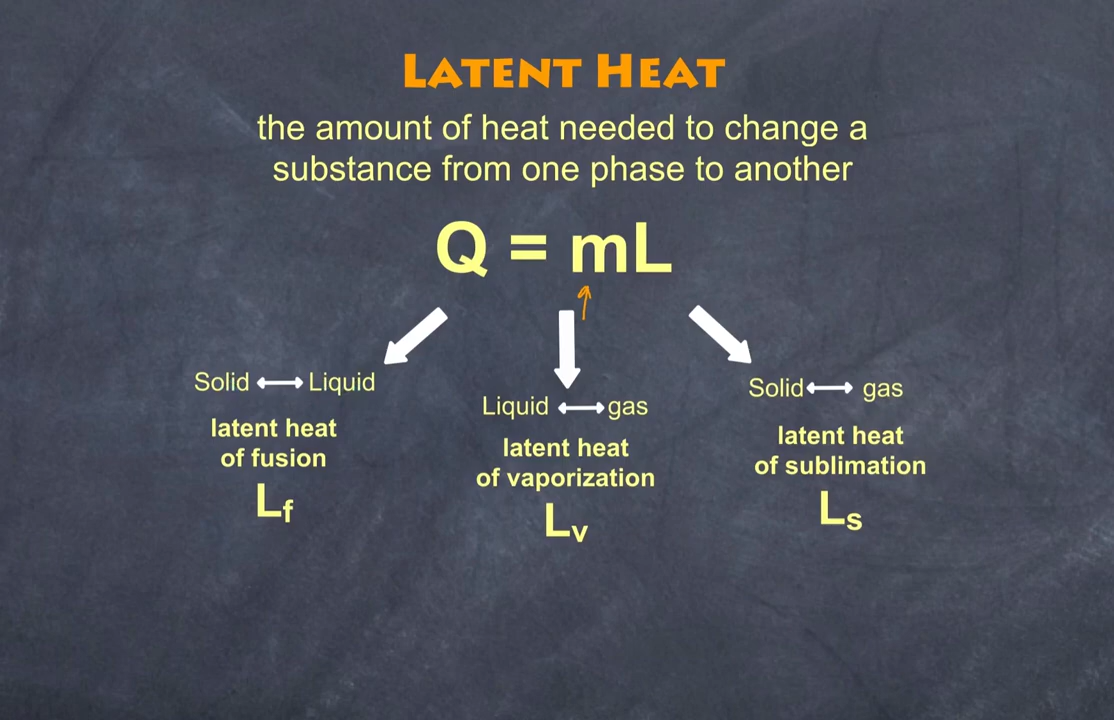 LATENT HEAT
the amount of heat needed to change a
substance from one phase to another
Q = mL
Solid ⟷ Liquid
latent heat
of fusion
Lf
Liquid ⟷ gas
latent heat
of vaporization
Lv
Solid ⟷ gas
latent heat
of sublimation
Ls